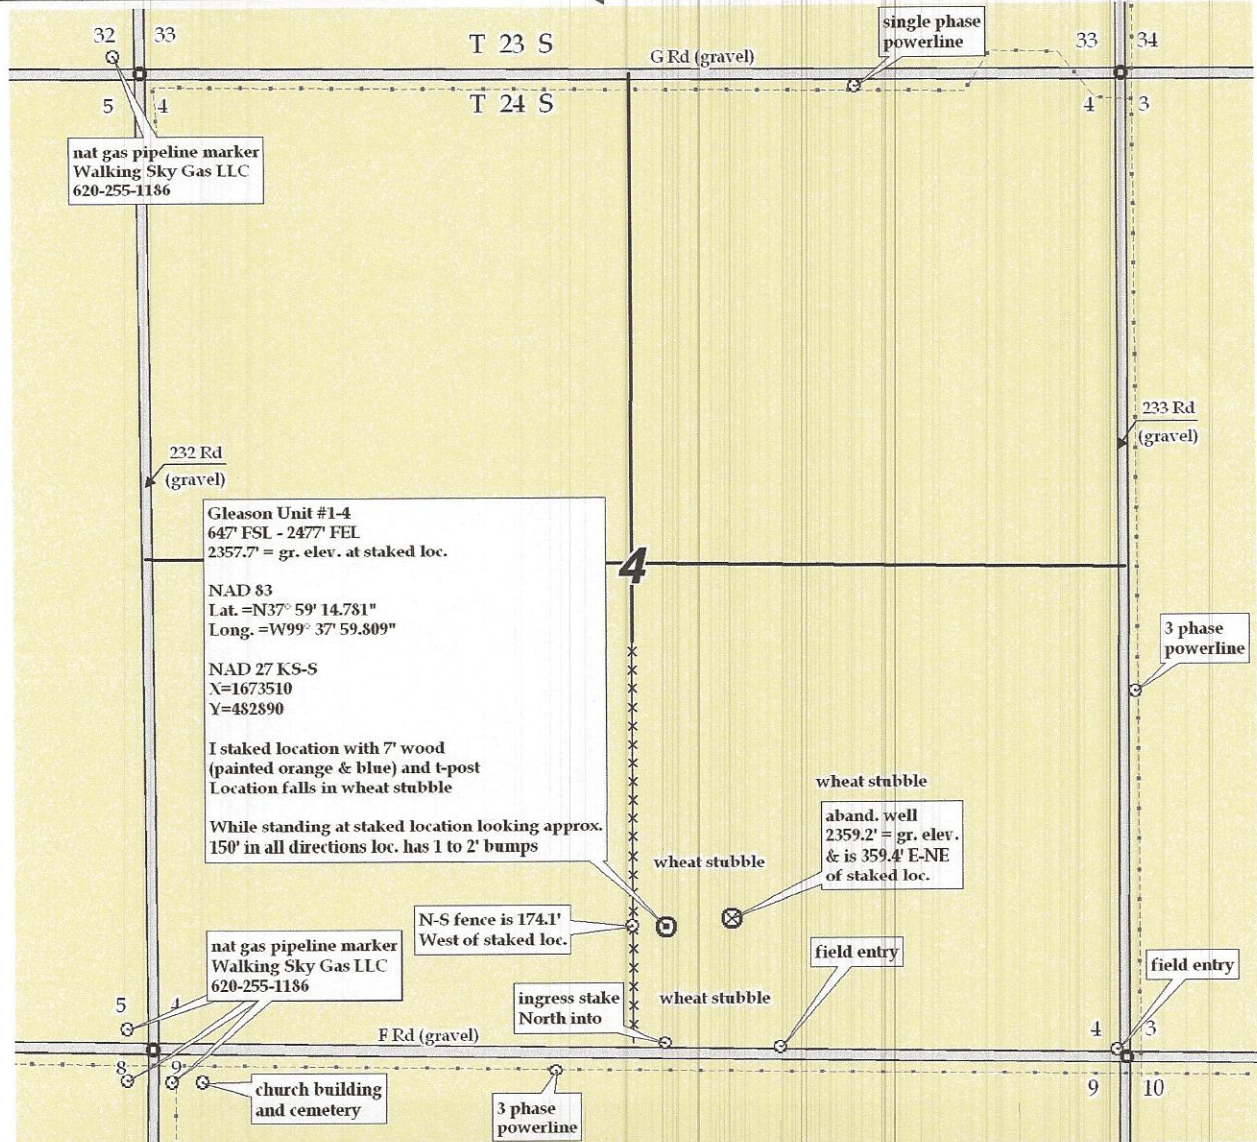 32
33
T 23 S
single phase
powerline
33
34
G Rd (gravel)
5
4
T 24 S
4
3
nat gas pipeline marker
Walking Sky Gas LLC
620-255-1186
233 Rd
(gravel)
232 Rd
(gravel)
Gleason Unit #1-4
647' FSL - 2477' FEL
2357.7' = gr. elev. at staked loc.
NAD 83
Lat. =N37° 59' 14.781"
Long. =W99° 37' 59.809"
NAD 27 KS-S
X=1673510
Y=482890
I staked location with 7' wood
(painted orange & blue) and t-post
Location falls in wheat stubble
While standing at staked location looking approx.
150' in all directions loc. has 1 to 2' bumps
4
3 phase
powerline
wheat stubble
aband. well
2359.2' = gr. elev.
& is 359.4' E-NE
of staked loc.
wheat stubble
N-S fence is 174.1'
West of staked loc.
nat gas pipeline marker
Walking Sky Gas LLC
620-255-1186
field entry
field entry
ingress stake
North into
wheat stubble
5
4
F Rd (gravel)
4
3
8
9
church building
and cemetery
3 phase
powerline
9
10